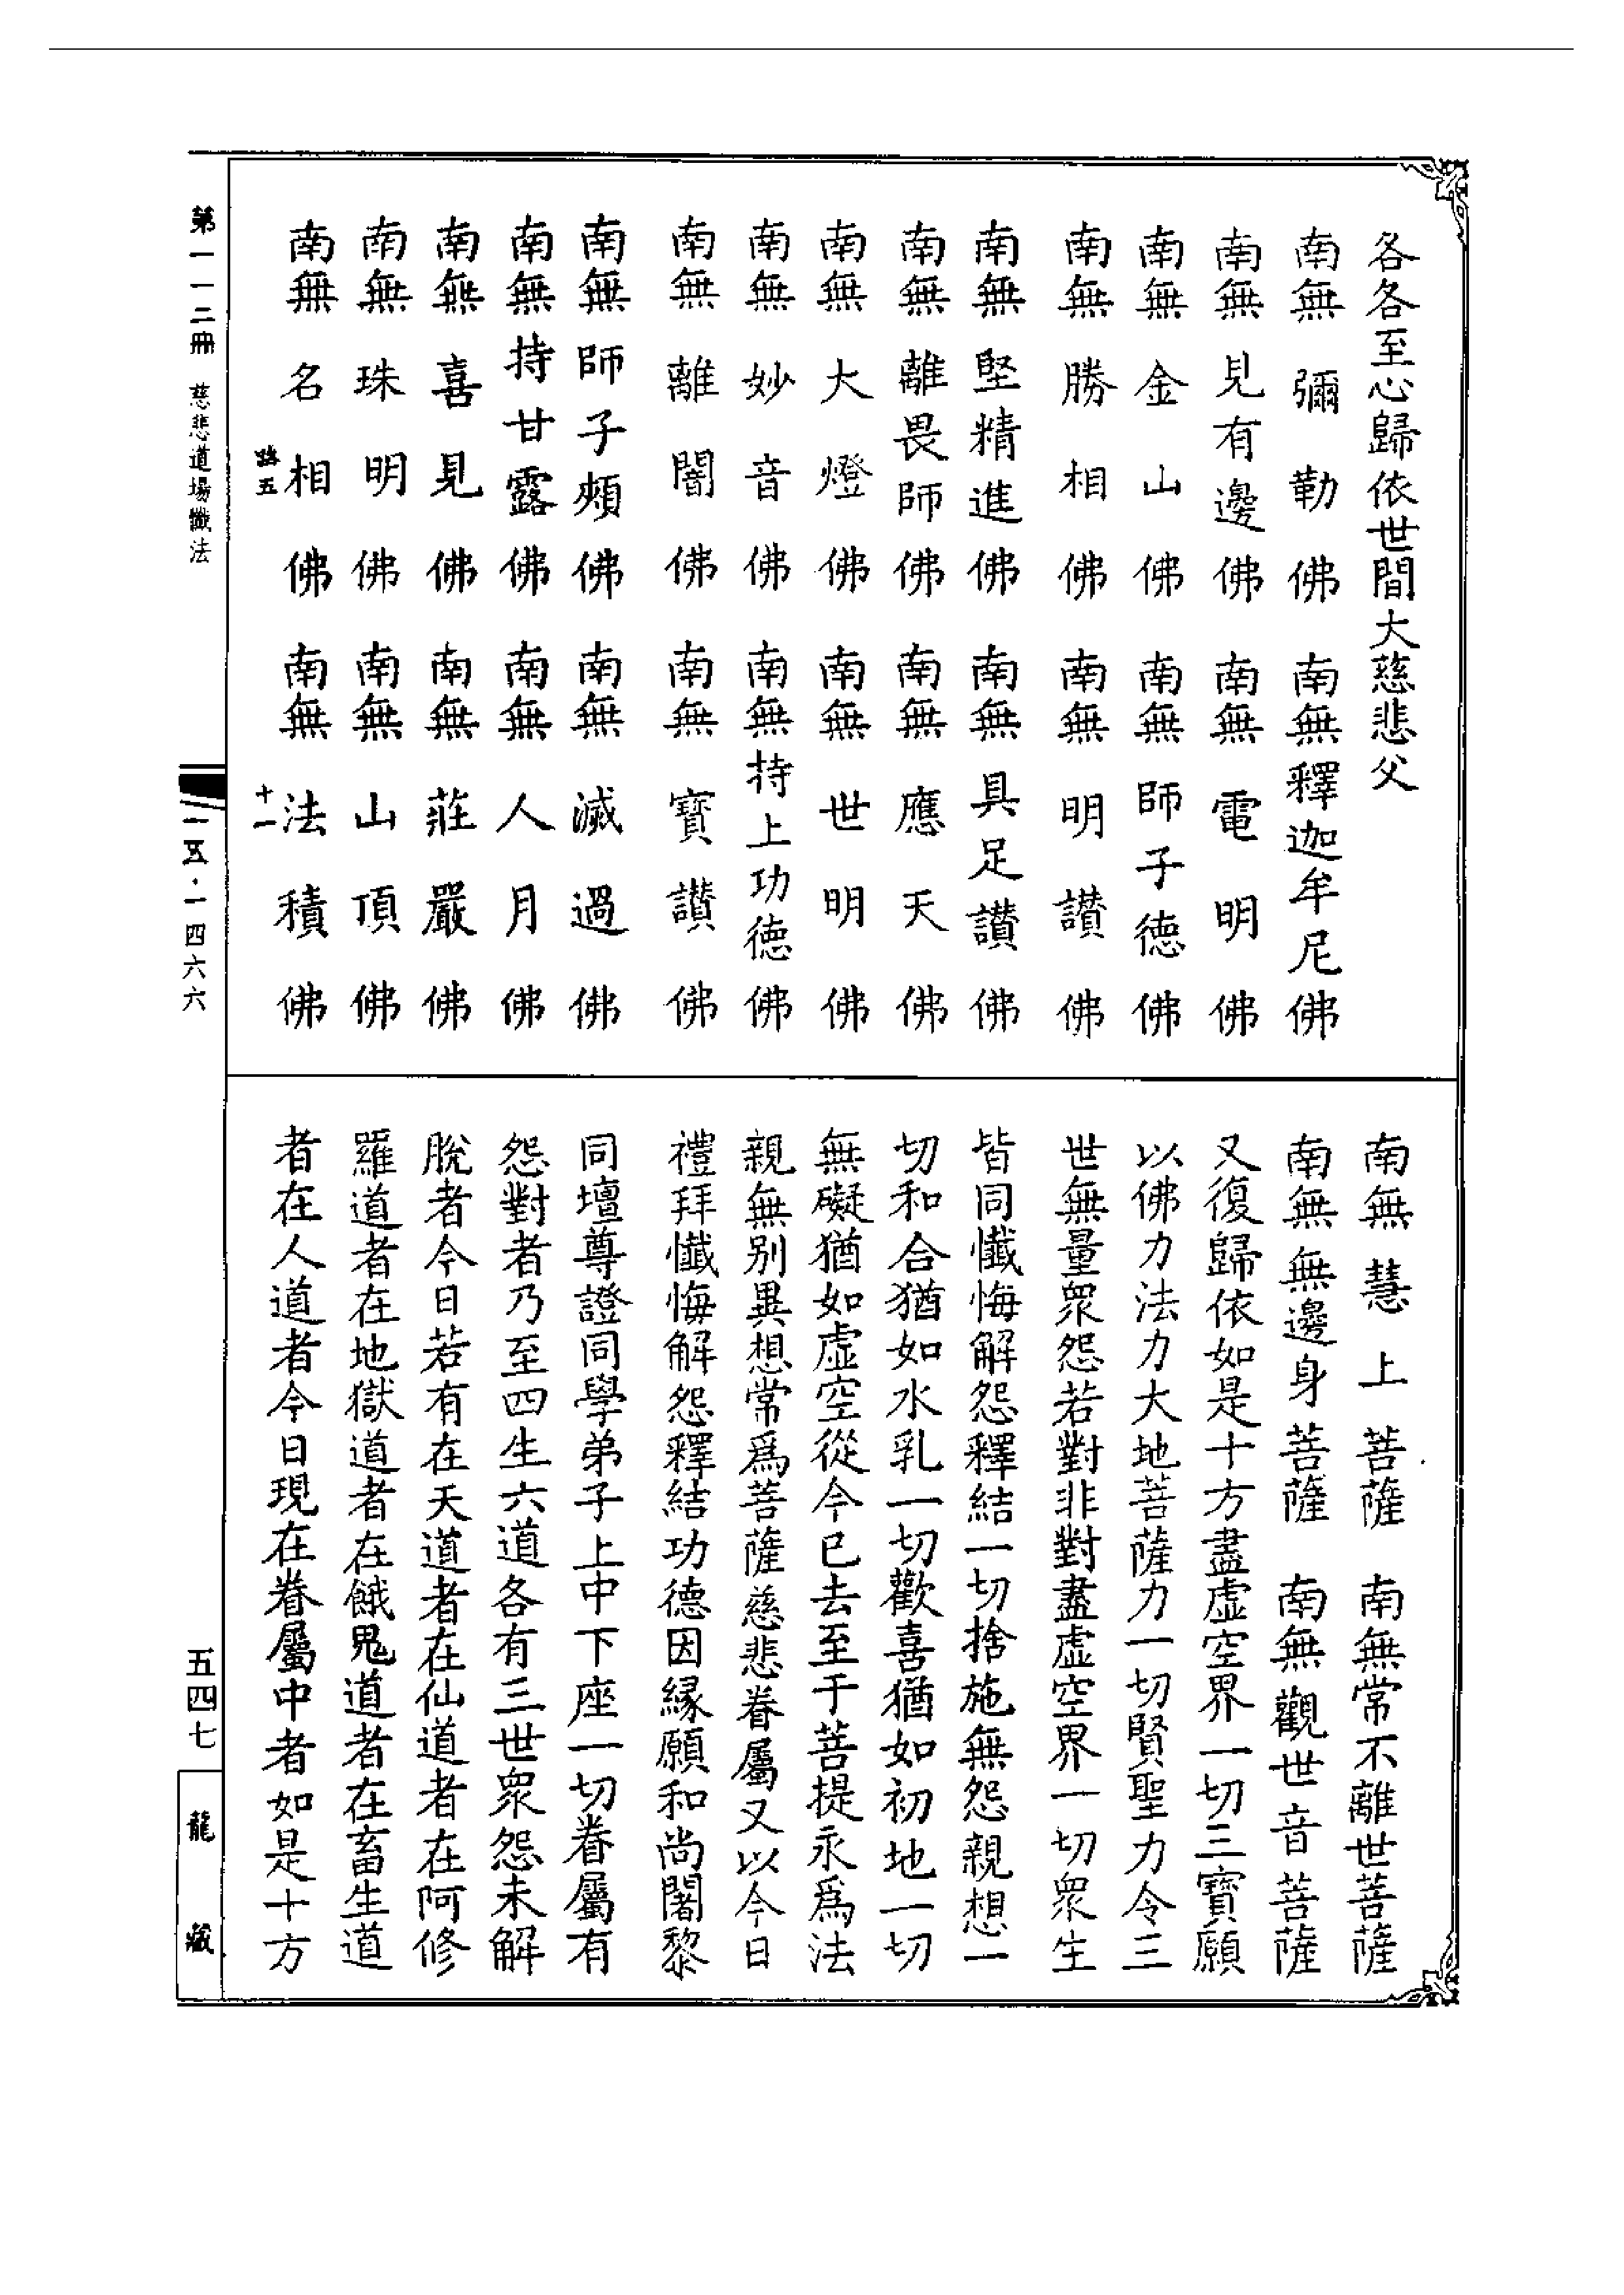 各各至心歸依世間大慈悲父
南無彌勒佛　南無釋迦牟尼佛
南無見有邊佛　南無電明佛
南無金山佛　南無師子德佛
南無勝相佛　南無明讚佛
南無堅精進佛　南無具足讚佛
南無離畏師佛　南無應天佛
南無大燈佛　南無世明佛
南無妙音佛　南無持上功德佛
南無離闇佛　南無寶讚佛
南無師子頰佛　南無滅過佛
南無持甘露佛　南無人月佛
南無喜見佛　南無莊嚴佛
南無珠明佛　南無山頂佛
南無名相佛　南無法積佛
五　十一
南無慧上菩薩　南無常不離世菩薩
南無無邊身菩薩　南無觀世音菩薩
又復歸依如是十方盡虛空界一切三寶願
以佛力法力大地菩薩力一切賢聖力令三
世無量眾怨若對非對盡虛空界一切眾生
皆同懺悔解怨釋結一切捨施無怨親想一
切和合猶如水乳一切歡喜猶如初地一切
無礙猶如虛空從今已去至于菩提永爲法
親無別異想常爲菩薩慈悲眷屬又以今日
禮拜懺悔解怨釋結功德因緣願和尚闍黎
同壇尊證同學弟子上中下座一切眷屬有
怨對者乃至四生六道各有三世眾怨未解
脫者今日若有在天道者在仙道者在阿修
羅道者在地獄道者在餓鬼道者在畜生道
者在人道者今日現在眷屬中者如是十方
第一一二冊　慈悲道場懺法
一五·一四六六
五四七
龍藏